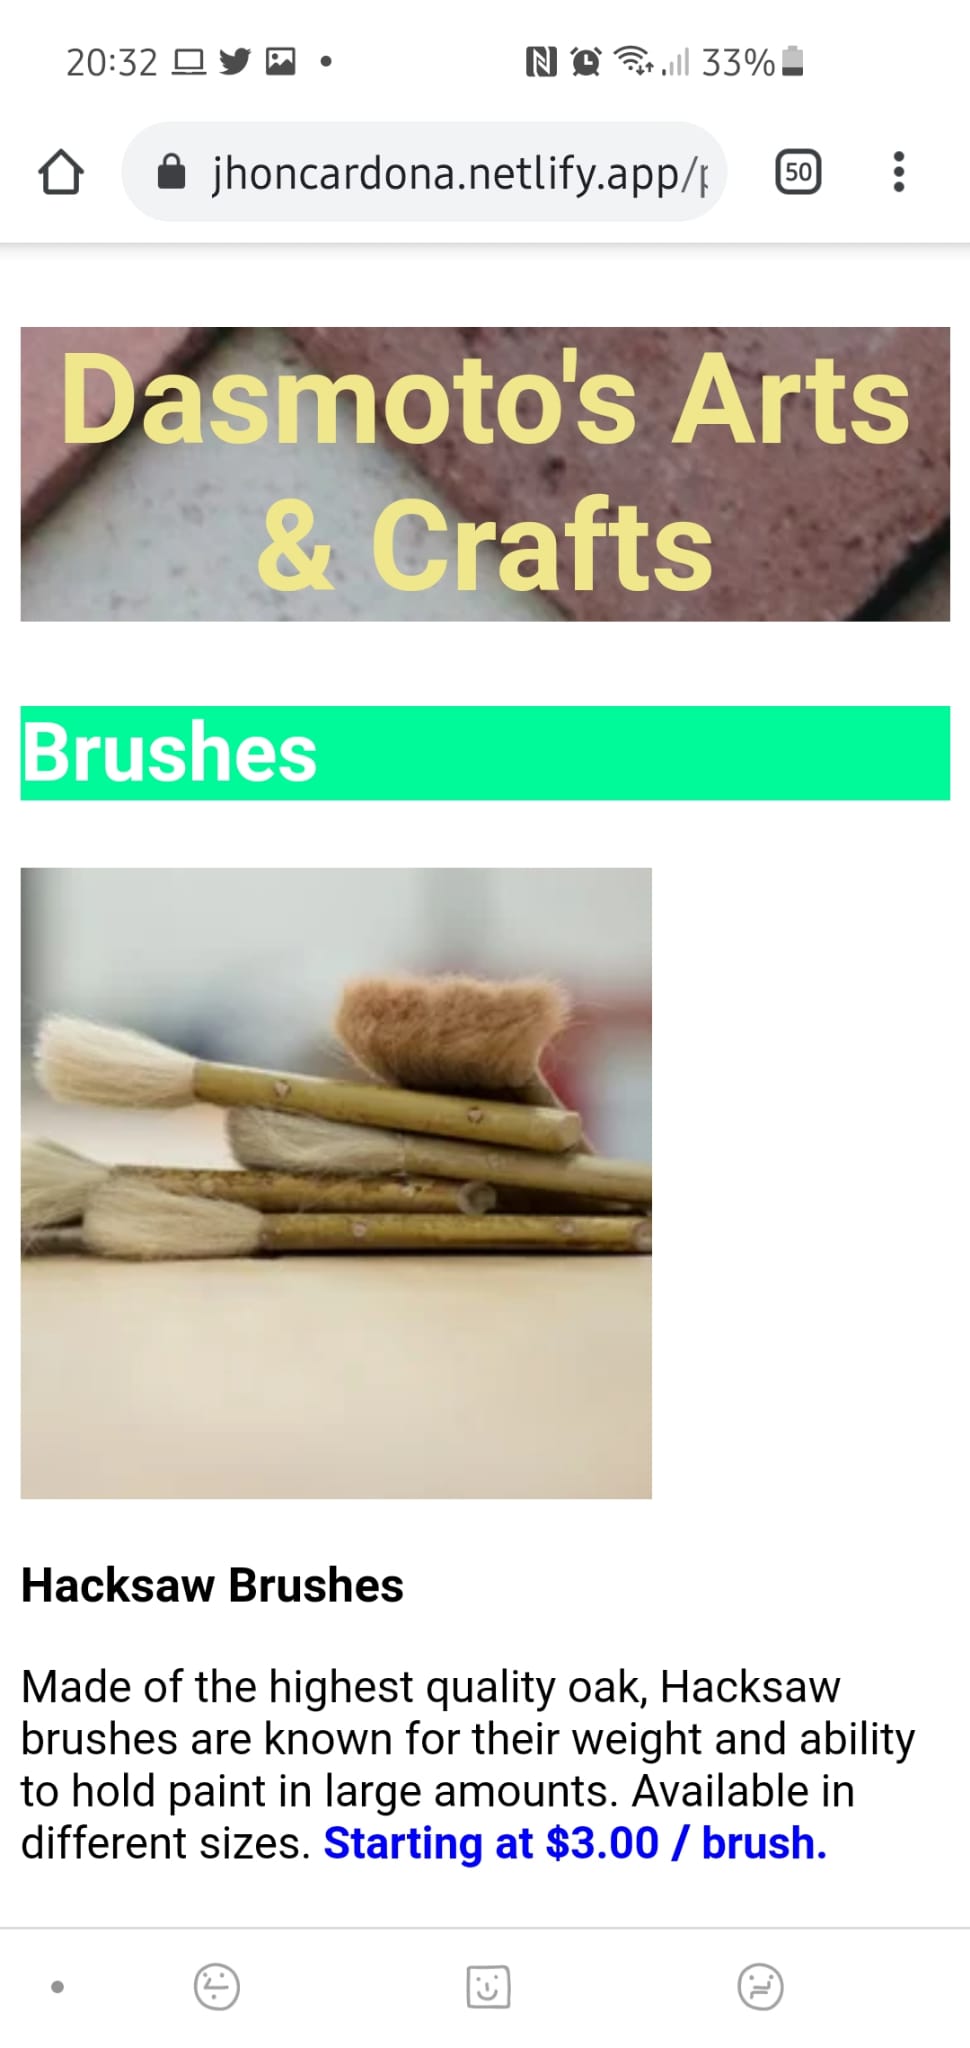 20:32
33%
jhoncardona.netlify.app/
50
Dasmoto's Arts
& Crafts
Brushes
Hacksaw Brushes
Made of the highest quality oak, Hacksaw
brushes are known for their weight and ability
to hold paint in large amounts. Available in
different sizes. Starting at $3.00 / brush.